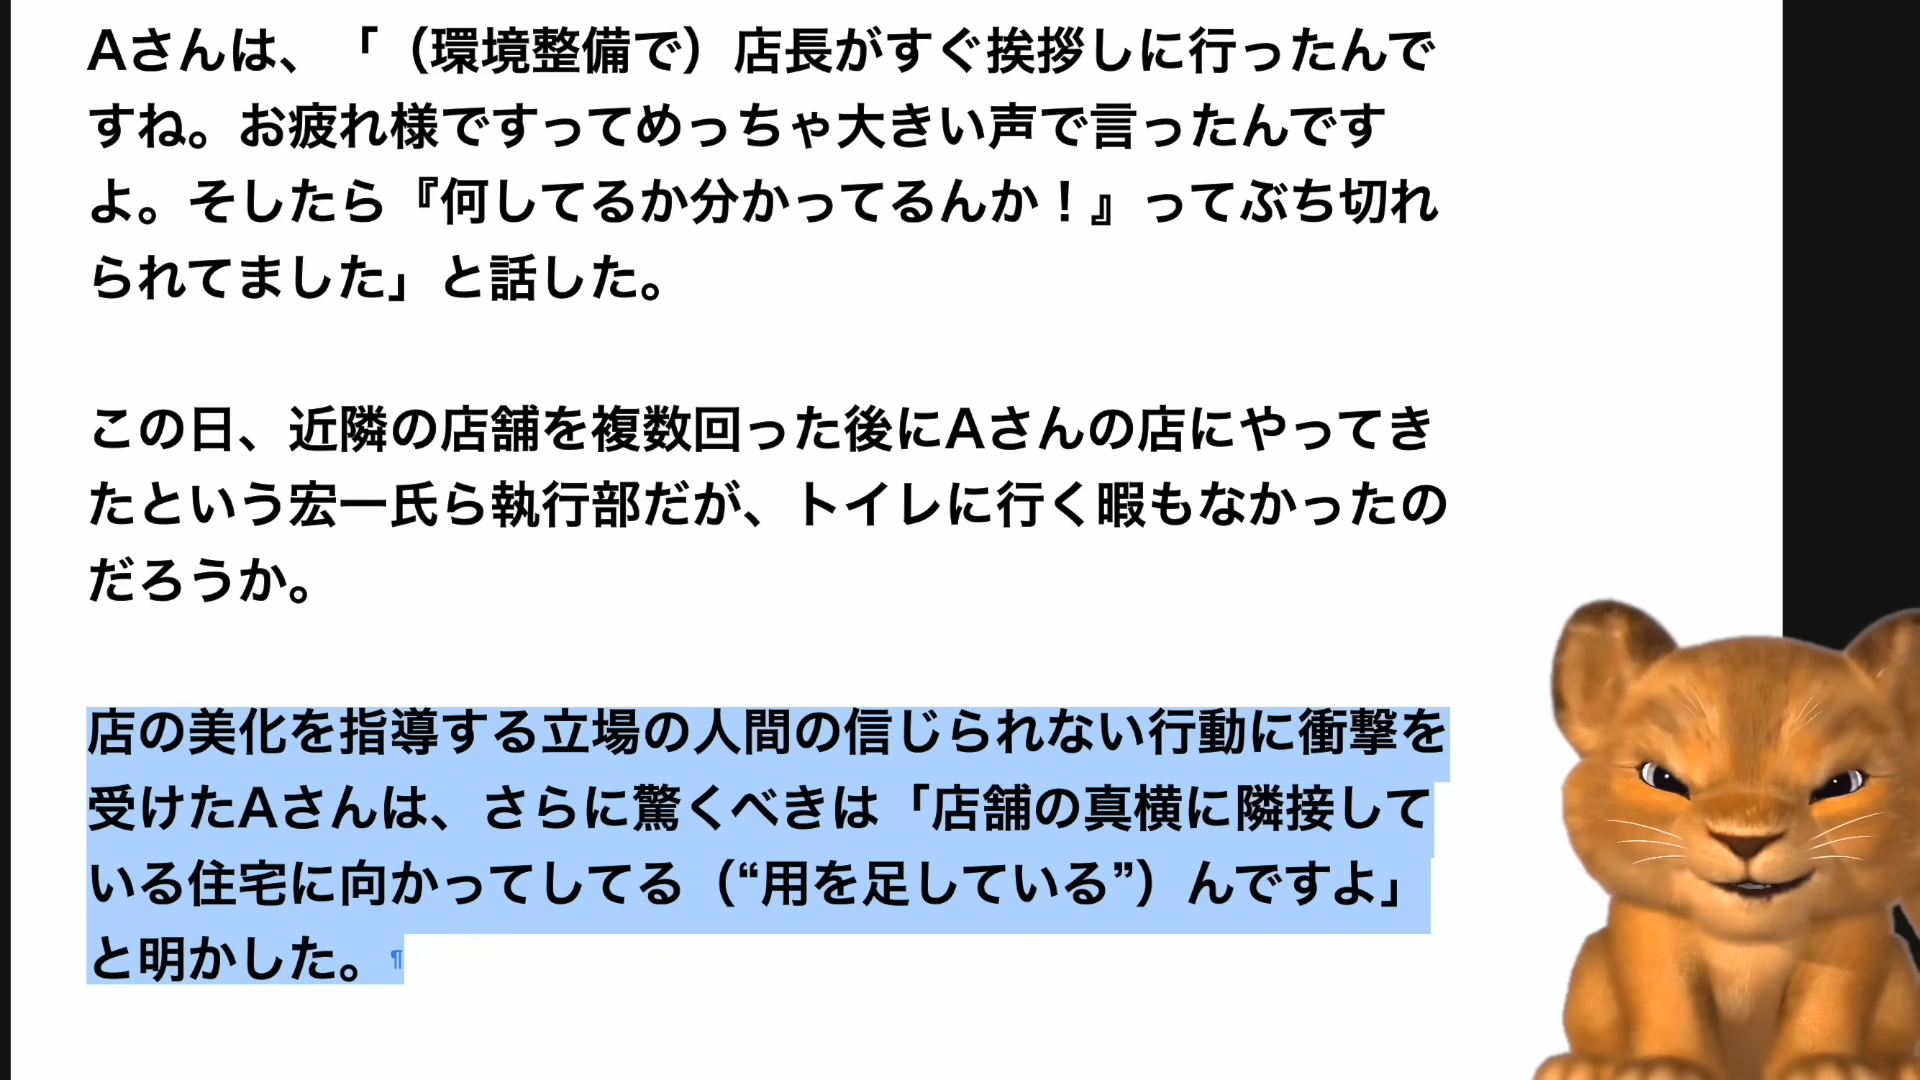 Aさんは、「（環境整備で）店長がすぐ挨拶しに行ったんで
すね。お疲れ様ですってめっちゃ大きい声で言ったんです
よ。そしたら『何してるか分かってるんか！』ってぶち切れ
られてました」と話した。
この日、近隣の店舗を複数回った後にAさんの店にやってき
たという宏一氏ら執行部だが、トイレに行く暇もなかったの
だろうか。
店の美化を指導する立場の人間の信じられない行動に衝撃を
受けたAさんは、さらに驚くべきは「店舗の真横に隣接して
いる住宅に向かってしてる（“用を足している”）んですよ」
と明かした。¶